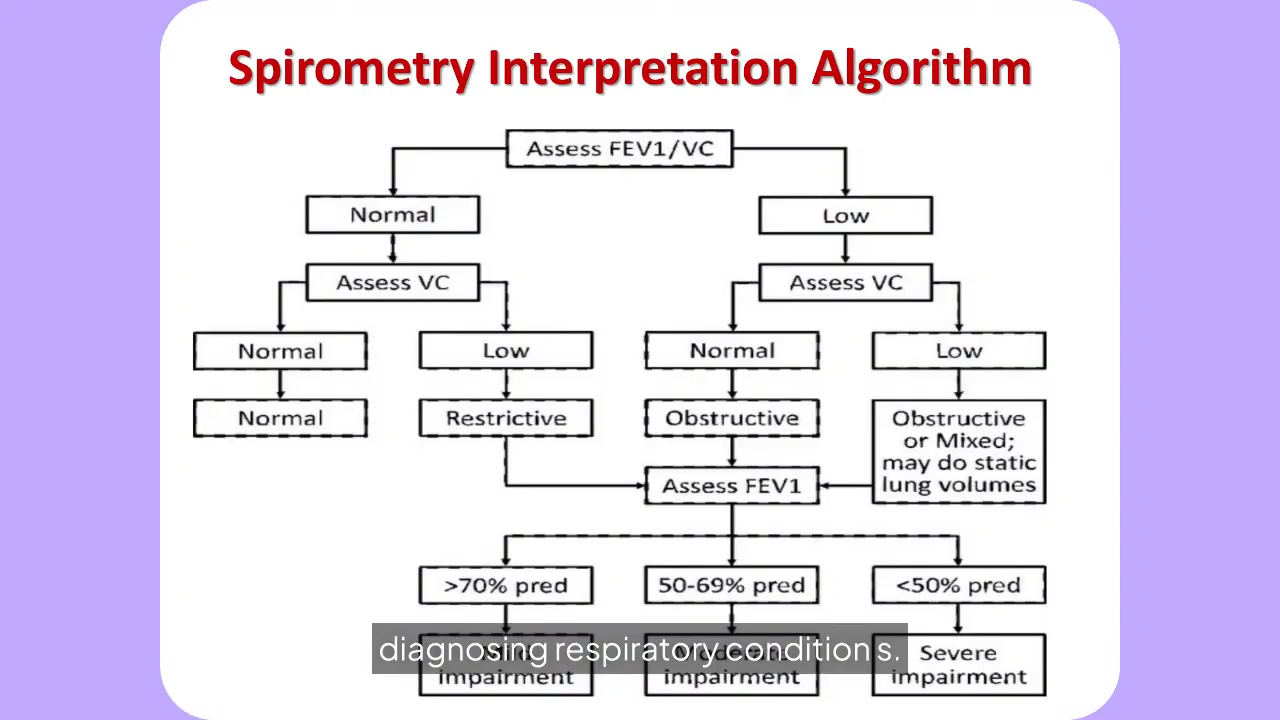 Spirometry Interpretation Algorithm
Assess FEV1/VC
Normal
Low
Assess VC
Assess VC
Normal
Low
Normal
Low
Normal
Restrictive
Obstructive
Obstructive
or Mixed;
may do static
lung volumes
Assess FEV1
>70% pred
50-69% pred
<50% pred
diagnosing respiratory condition s.
impairment
Moderate
impairment
Severe
impairment